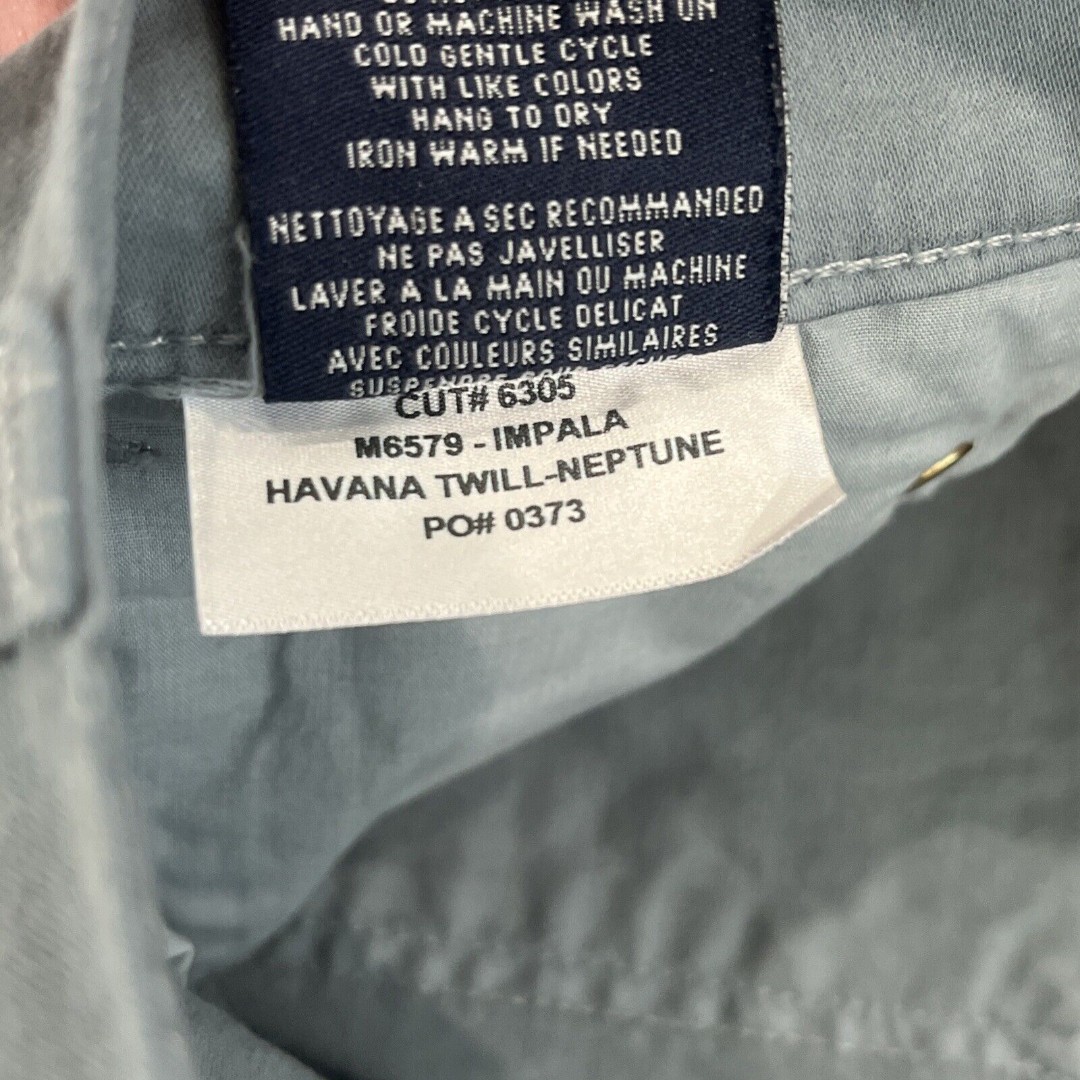 HAND OR MACHINE WASH ON
COLD GENTLE CYCLE
WITH LIKE COLORS
HANG TO DRY
IRON WARM IF NEEDED
NETTOYAGE A SEC RECOMMANDED
NE PAS JAVELLISER
LAVER A LA MAIN OU MACHINE
FROIDE CYCLE DELICAT
AVEC COULEURS SIMILAIRES
CUT# 6305
M6579 - IMPALA
HAVANA TWILL-NEPTUNE
PO# 0373